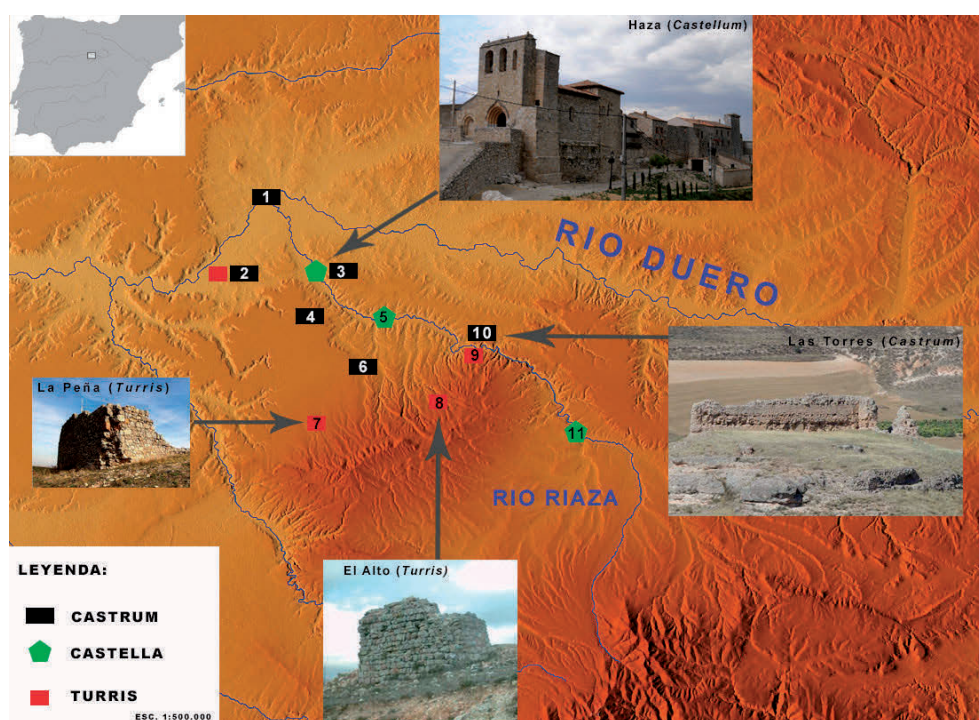 Haza (Castellum)
1
RIO DUERO
2
3
4
5
10
Las Torres (Castrum)
9
6
La Peña (Turris)
8
7
11
RIO RIAZA
LEYENDA:
El Alto (Turris)
CASTRUM
CASTELLA
TURRIS
ESC. 1:500.000